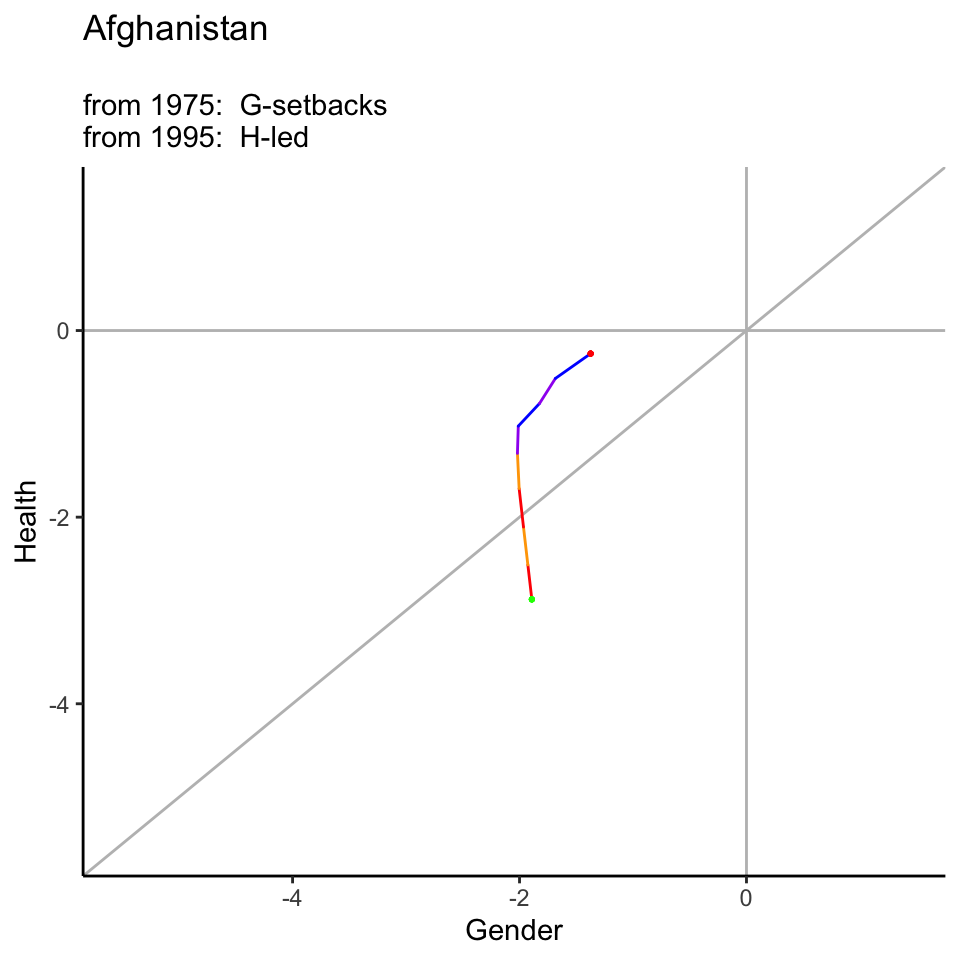 Afghanistan
from 1975:  G-setbacks
from 1995:  H-led
0
-2
-4
Health
-4
-2
0
Gender